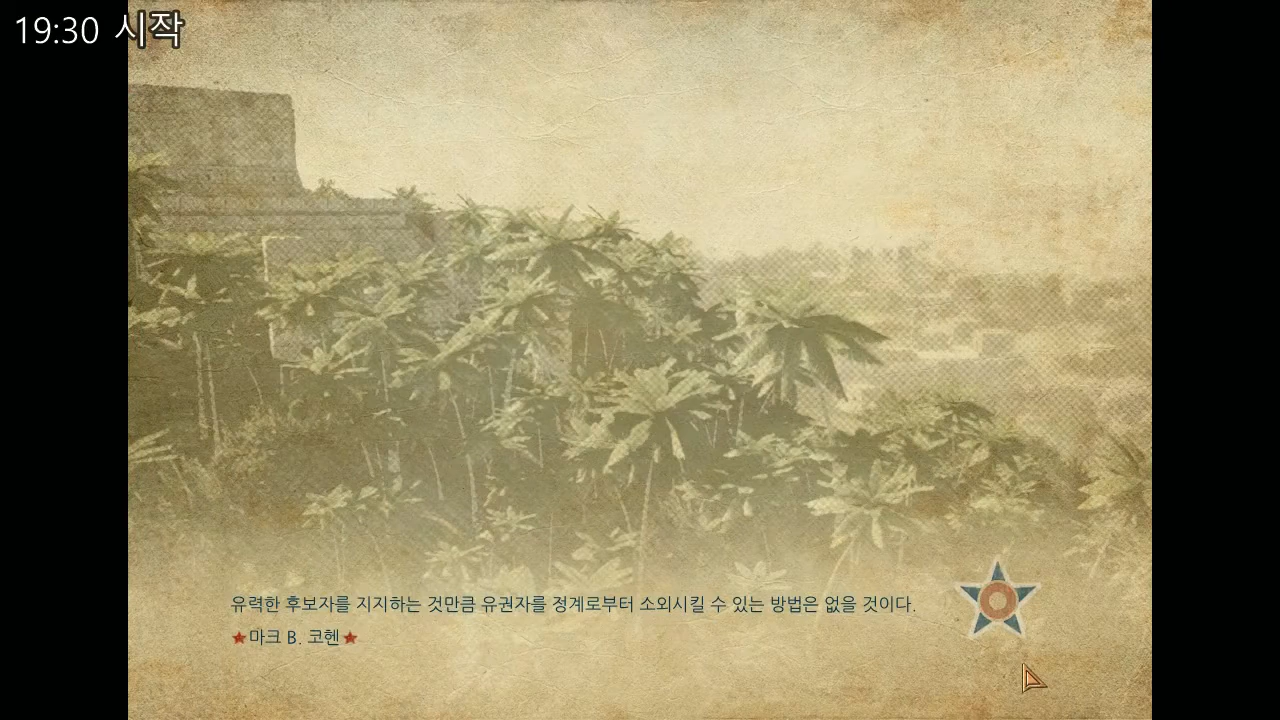 19:30 시작
유력한 후보자를 지지하는 것만큼 유권자를 정계로부터 소외시킬 수 있는 방법은 없을 것이다.
★마크 B. 코헨★